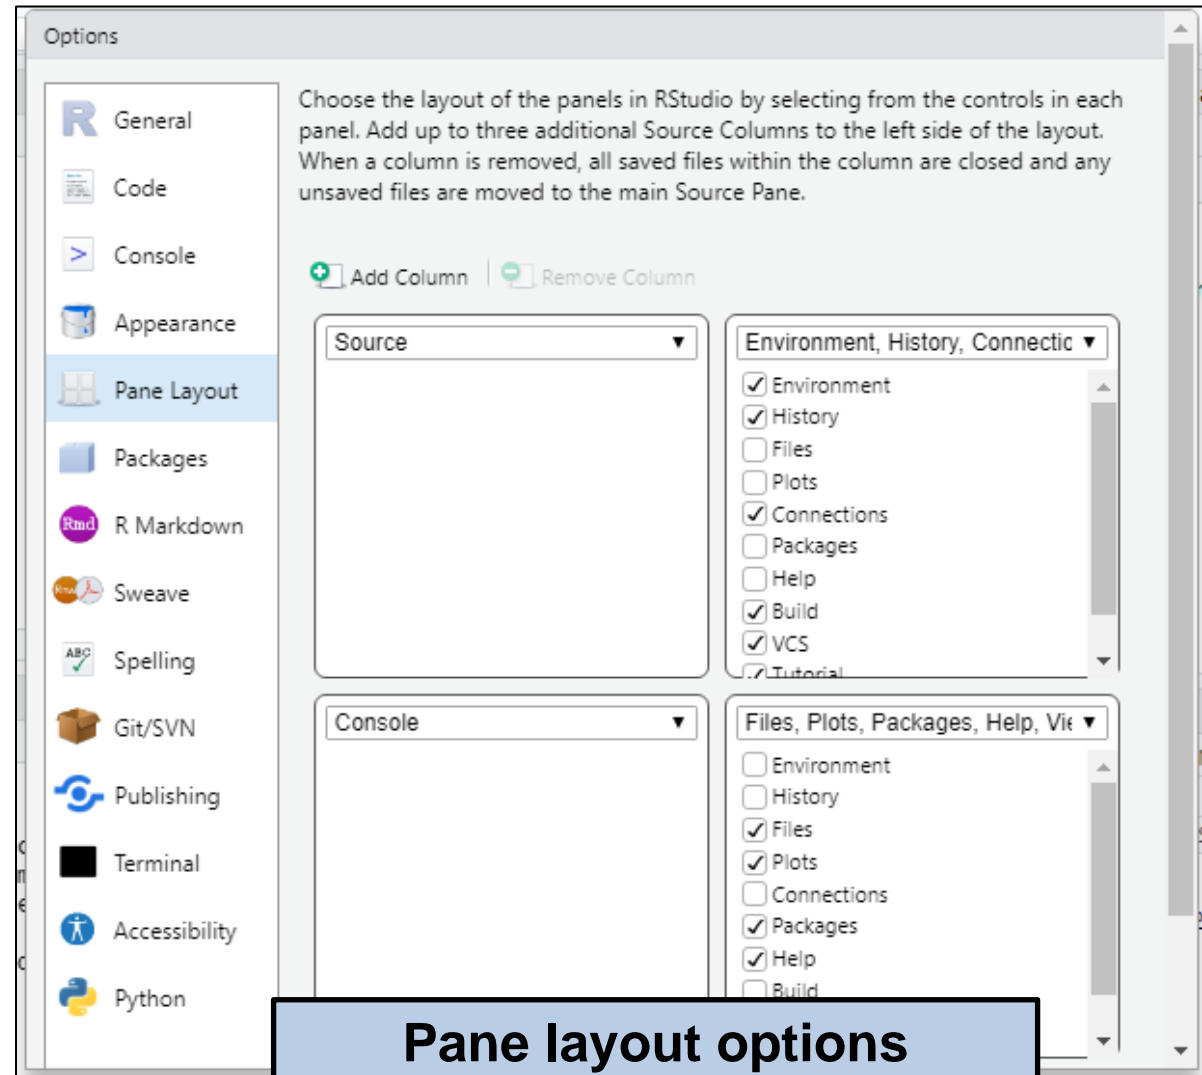 Options
General
Code
Console
Appearance
Pane Layout
Packages
Rmd R Markdown
Sweave
ABC Spelling
Git/SVN
Publishing
Terminal
Accessibility
Python
Choose the layout of the panels in RStudio by selecting from the controls in each
panel. Add up to three additional Source Columns to the left side of the layout.
When a column is removed, all saved files within the column are closed and any
unsaved files are moved to the main Source Pane.
Add Column
Remove Column
Source
Environment, History, Connectic
Environment
History
Files
Plots
Connections
Packages
Help
Build
VCS
Tutorial
Console
Files, Plots, Packages, Help, Vie
Environment
History
Files
Plots
Connections
Packages
Help
Build
Pane layout options